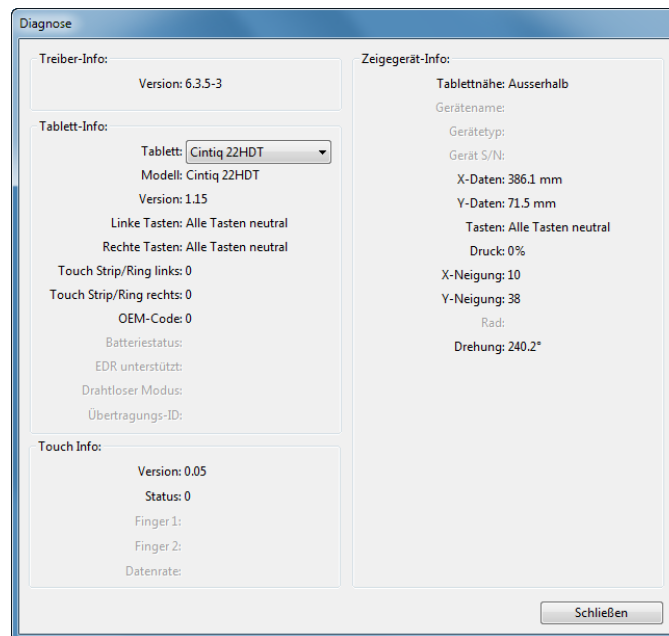 Diagnose
Treiber-Info:
Version: 6.3.5-3
Tablett-Info:
Tablett: Cintiq 22HDT
Modell: Cintiq 22HDT
Version: 1.15
Linke Tasten: Alle Tasten neutral
Rechte Tasten: Alle Tasten neutral
Touch Strip/Ring links: 0
Touch Strip/Ring rechts: 0
OEM-Code: 0
Batteriestatus:
EDR unterstützt:
Drahtloser Modus:
Übertragungs-ID:
Touch Info:
Version: 0.05
Status: 0
Finger 1:
Finger 2:
Datenrate:
Zeigegerät-Info:
Tablettnähe: Ausserhalb
Gerätename:
Gerätetyp:
Gerät S/N:
X-Daten: 386.1 mm
Y-Daten: 71.5 mm
Tasten: Alle Tasten neutral
Druck: 0%
X-Neigung: 10
Y-Neigung: 38
Rad:
Drehung: 240.2°
Schließen